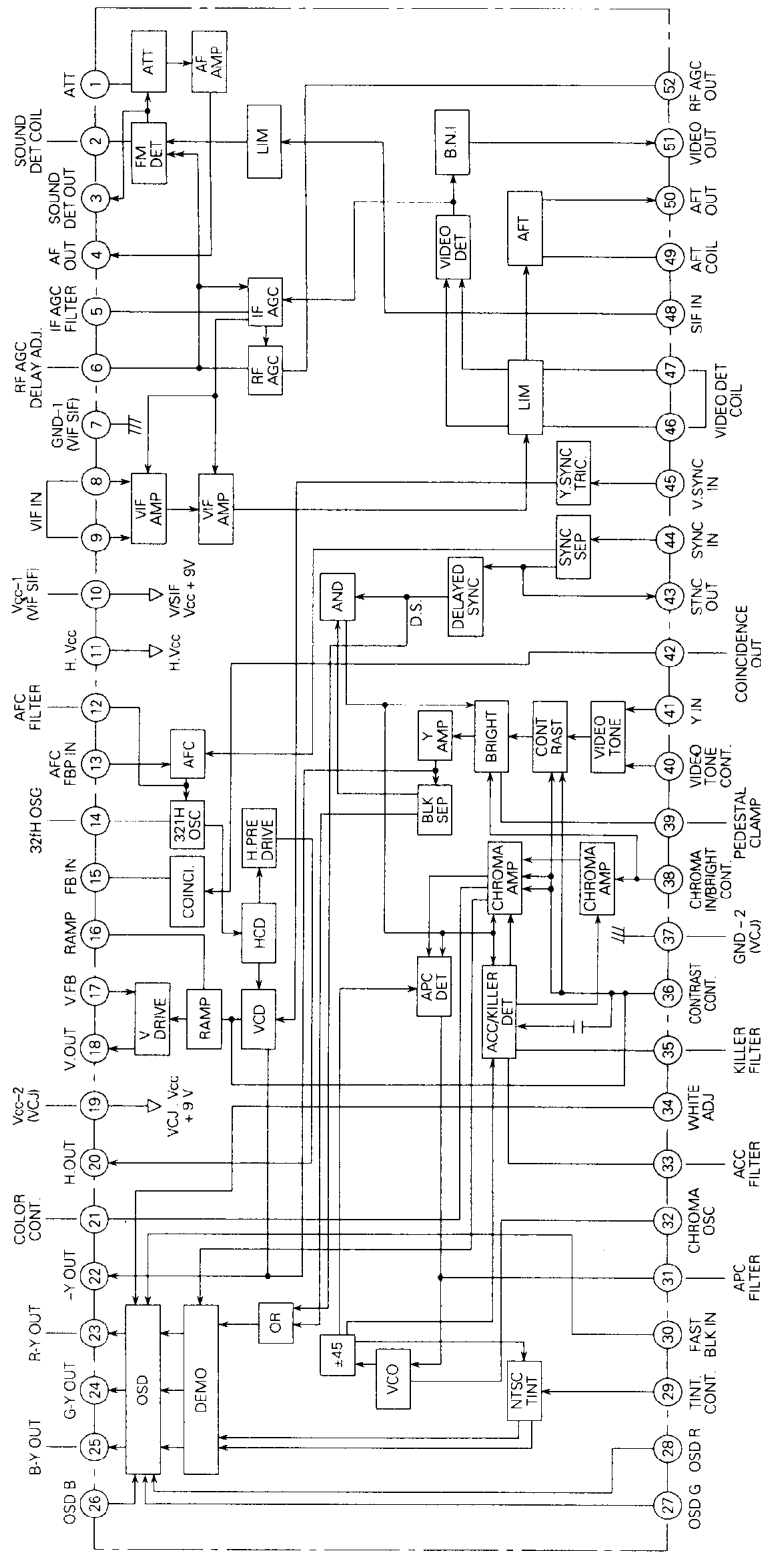 ATT
1
SOUND
DET COIL
2
SOUND
DET OUT
3
AF
OUT
4
IF AGC
FILTER
5
RF AGC
DELAY ADJ.
6
GND-1
(VIF SIF)
7
VIF IN
8
9
Vcc-1
(VIF SIF)
10
V/SIF
Vcc + 9V
H. Vcc
11
H.Vcc
AFC
FILTER
12
AFC
FBP IN
13
32fH OSG
14
FB IN
15
RAMP
16
V.FB
17
V.OUT
18
Vcc-2
(VCJ)
19
VCJ . Vcc
+ 9 V
H.OUT
20
COLOR
CONT.
21
-Y OUT
22
R-Y OUT
23
G-Y OUT
24
B-Y OUT
25
OSD B
26
ATT
AF
AMP
FM
DET
LIM
IF
AGC
RF
AGC
VIF
AMP
VIF
AMP
B.N.I
VIDEO
DET
AFT
LIM
Y.SYNC
TRIC.
SYNC
SEP
DELAYED
SYNC
D.S.
AND
AFC
321H
OSC
COINCI.
H.PRE
DRIVE
HCD
V
DRIVE
RAMP
VCD
Y
AMP
BLK
SEP
BRIGHT
CONT
RAST
VIDEO
TONE
CHROMA
AMP
CHROMA
AMP
APC
DET
ACC/KILLER
DET
OSD
DEMO
OR
±45
VCO
NTSC
TINT
52
RF AGC
OUT
51
VIDEO
OUT
50
AFT
OUT
49
AFT
COIL
48
SIF IN
47
46
VIDEO DET
COIL
45
V.SYNC
IN
44
SYNC
IN
43
STNC
OUT
42
COINCIDENCE
OUT
41
Y IN
40
VIDEO
TONE CONT.
39
PEDESTAL
CLAMP
38
CHROMA
IN/BRIGHT
CONT.
37
GND-2
(VCJ)
36
CONTRAST
CONT.
35
KILLER
FILTER
34
WHITE
ADJ
33
ACC
FILTER
32
CHROMA
OSC
31
APC
FILTER
30
FAST
BLK IN
29
TINT.
CONT.
28
OSD R
27
OSD G